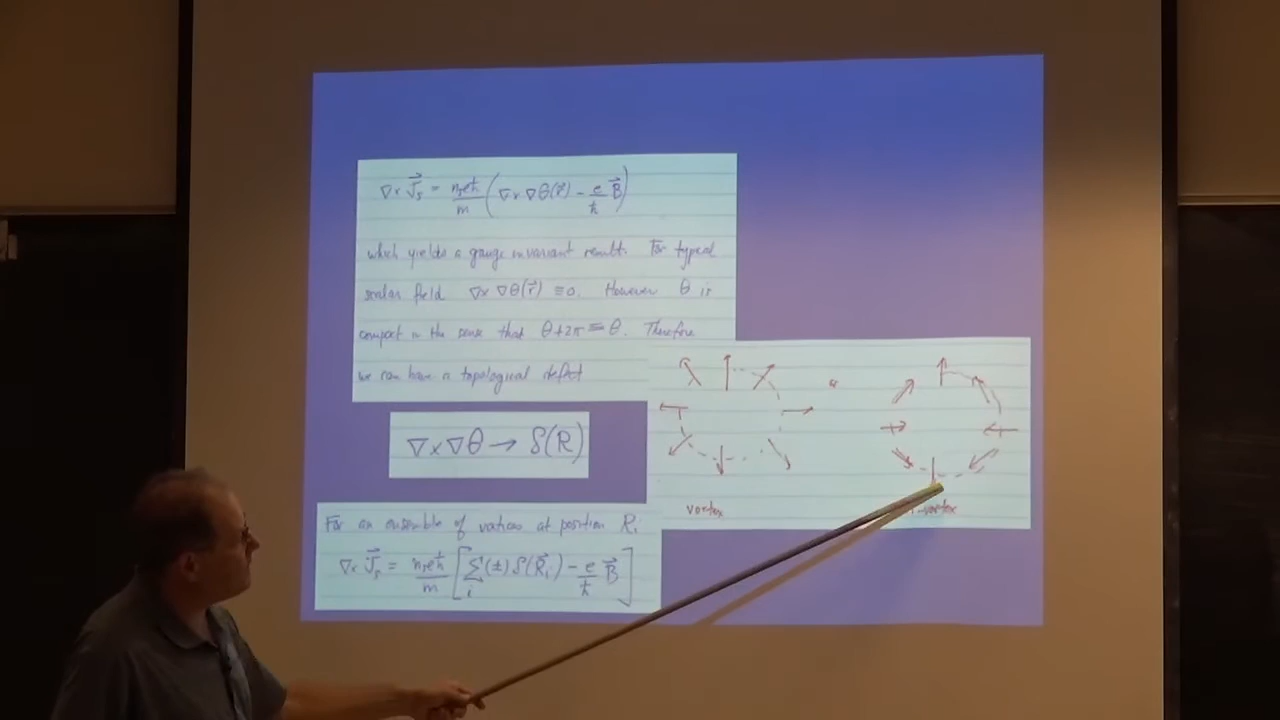 ∇× J⃗s = nseħ/m (∇×∇θ(r⃗) - e/ħ B⃗)
which yields a gauge invariant result. For typical
scalar field ∇×∇θ(r⃗) ≡ 0. However θ is
compact in the sense that θ+2π ≡ θ. Therefore
we can have a topological defect
∇×∇θ → δ(R)
vortex
vortex
For an ensemble of vortices at position Ri
∇× J⃗s = nseħ/m [∑i (±) δ(R⃗i) - e/ħ B⃗]